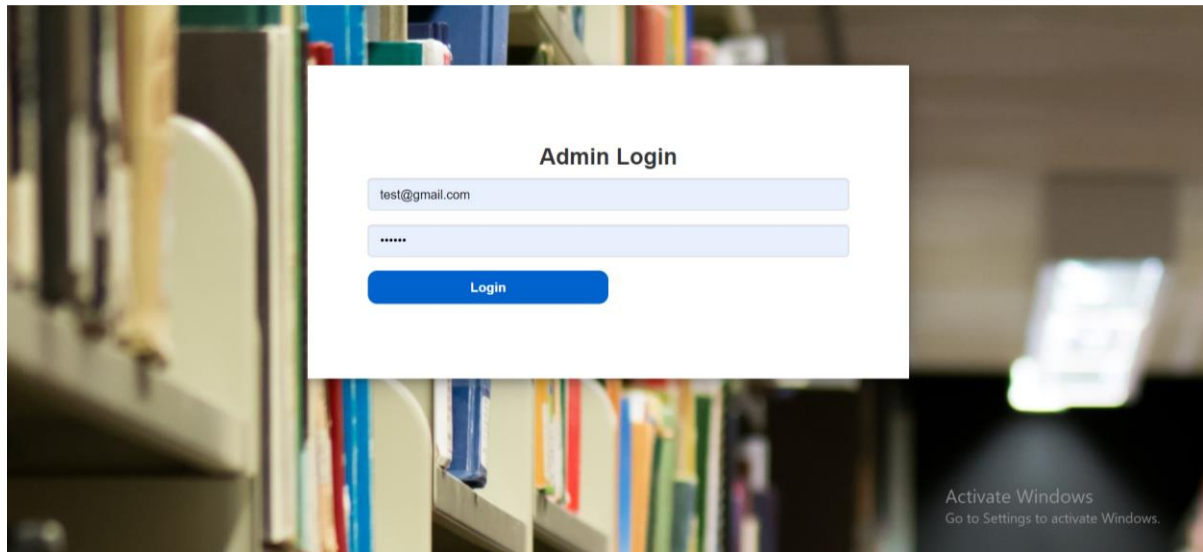 Admin Login
test@gmail.com
••••••
Login
Activate Windows
Go to Settings to activate Windows.